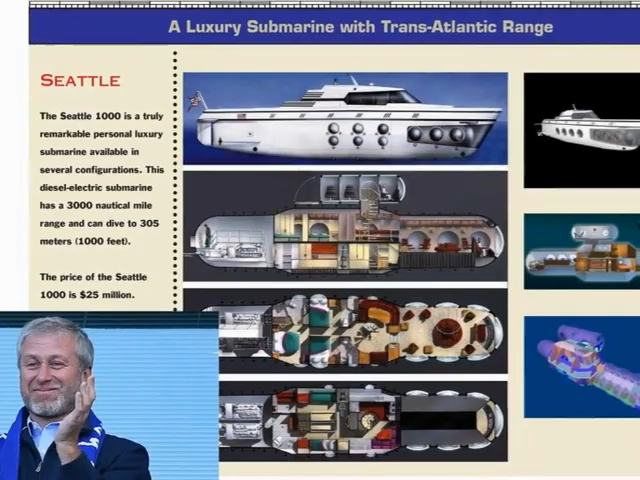 A Luxury Submarine with Trans-Atlantic Range
SEATTLE
The Seattle 1000 is a truly
remarkable personal luxury
submarine available in
several configurations. This
diesel-electric submarine
has a 3000 nautical mile
range and can dive to 305
meters (1000 feet).
The price of the Seattle
1000 is $25 million.